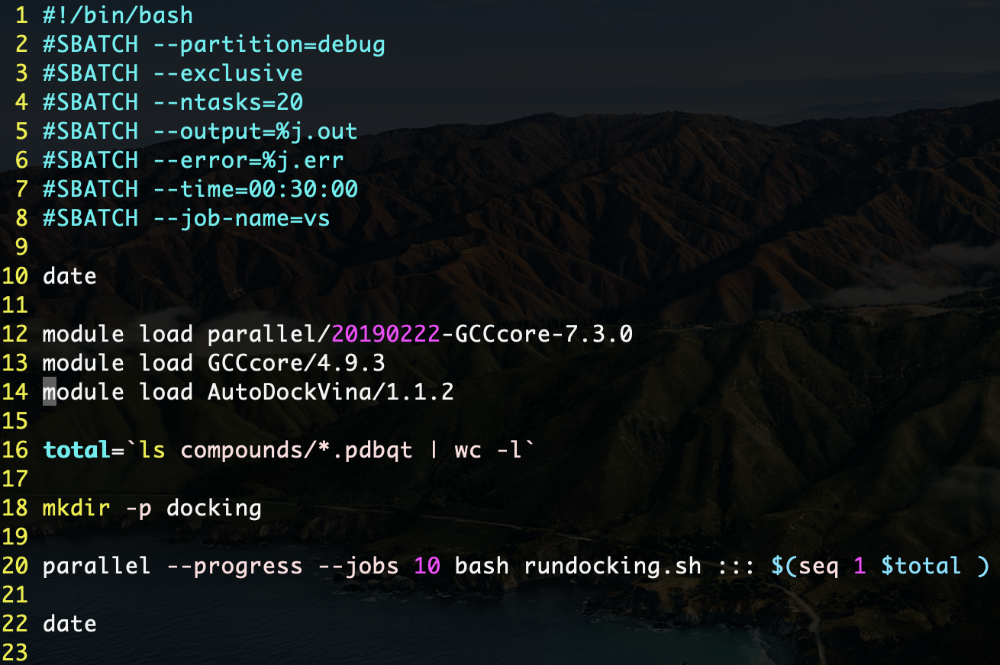 1 #!/bin/bash
2 #SBATCH --partition=debug
3 #SBATCH --exclusive
4 #SBATCH --ntasks=20
5 #SBATCH --output=%j.out
6 #SBATCH --error=%j.err
7 #SBATCH --time=00:30:00
8 #SBATCH --job-name=vs
9
10 date
11
12 module load parallel/20190222-GCCcore-7.3.0
13 module load GCCcore/4.9.3
14 module load AutoDockVina/1.1.2
15
16 total=`ls compounds/*.pdbqt | wc -l`
17
18 mkdir -p docking
19
20 parallel --progress --jobs 10 bash rundocking.sh ::: $(seq 1 $total )
21
22 date
23